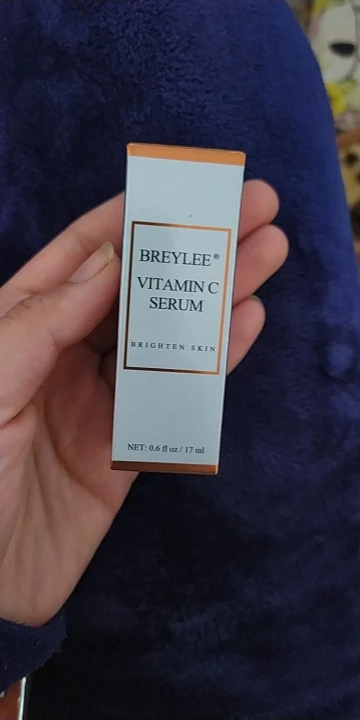 BREYLEE®
VITAMIN C
SERUM
BRIGHTEN SKIN
NET: 0.6 fl oz / 17 ml